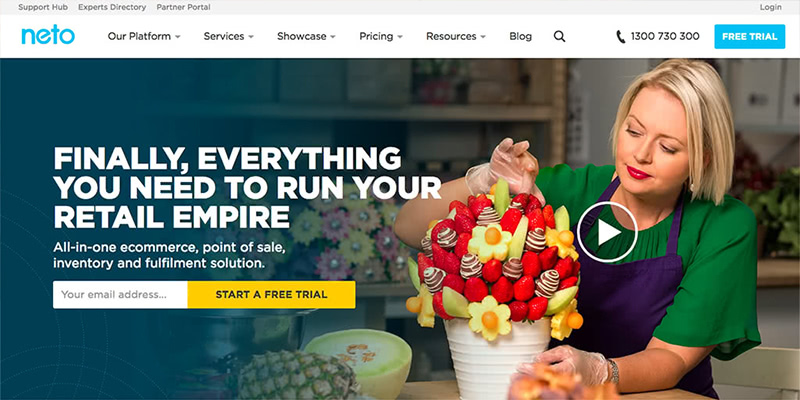 Support Hub Experts Directory Partner Portal Login
neto Our Platform Services Showcase Pricing Resources Blog 1300 730 300 FREE TRIAL
FINALLY, EVERYTHING
YOU NEED TO RUN YOUR
RETAIL EMPIRE
All-in-one ecommerce, point of sale,
inventory and fulfilment solution.
Your email address... START A FREE TRIAL